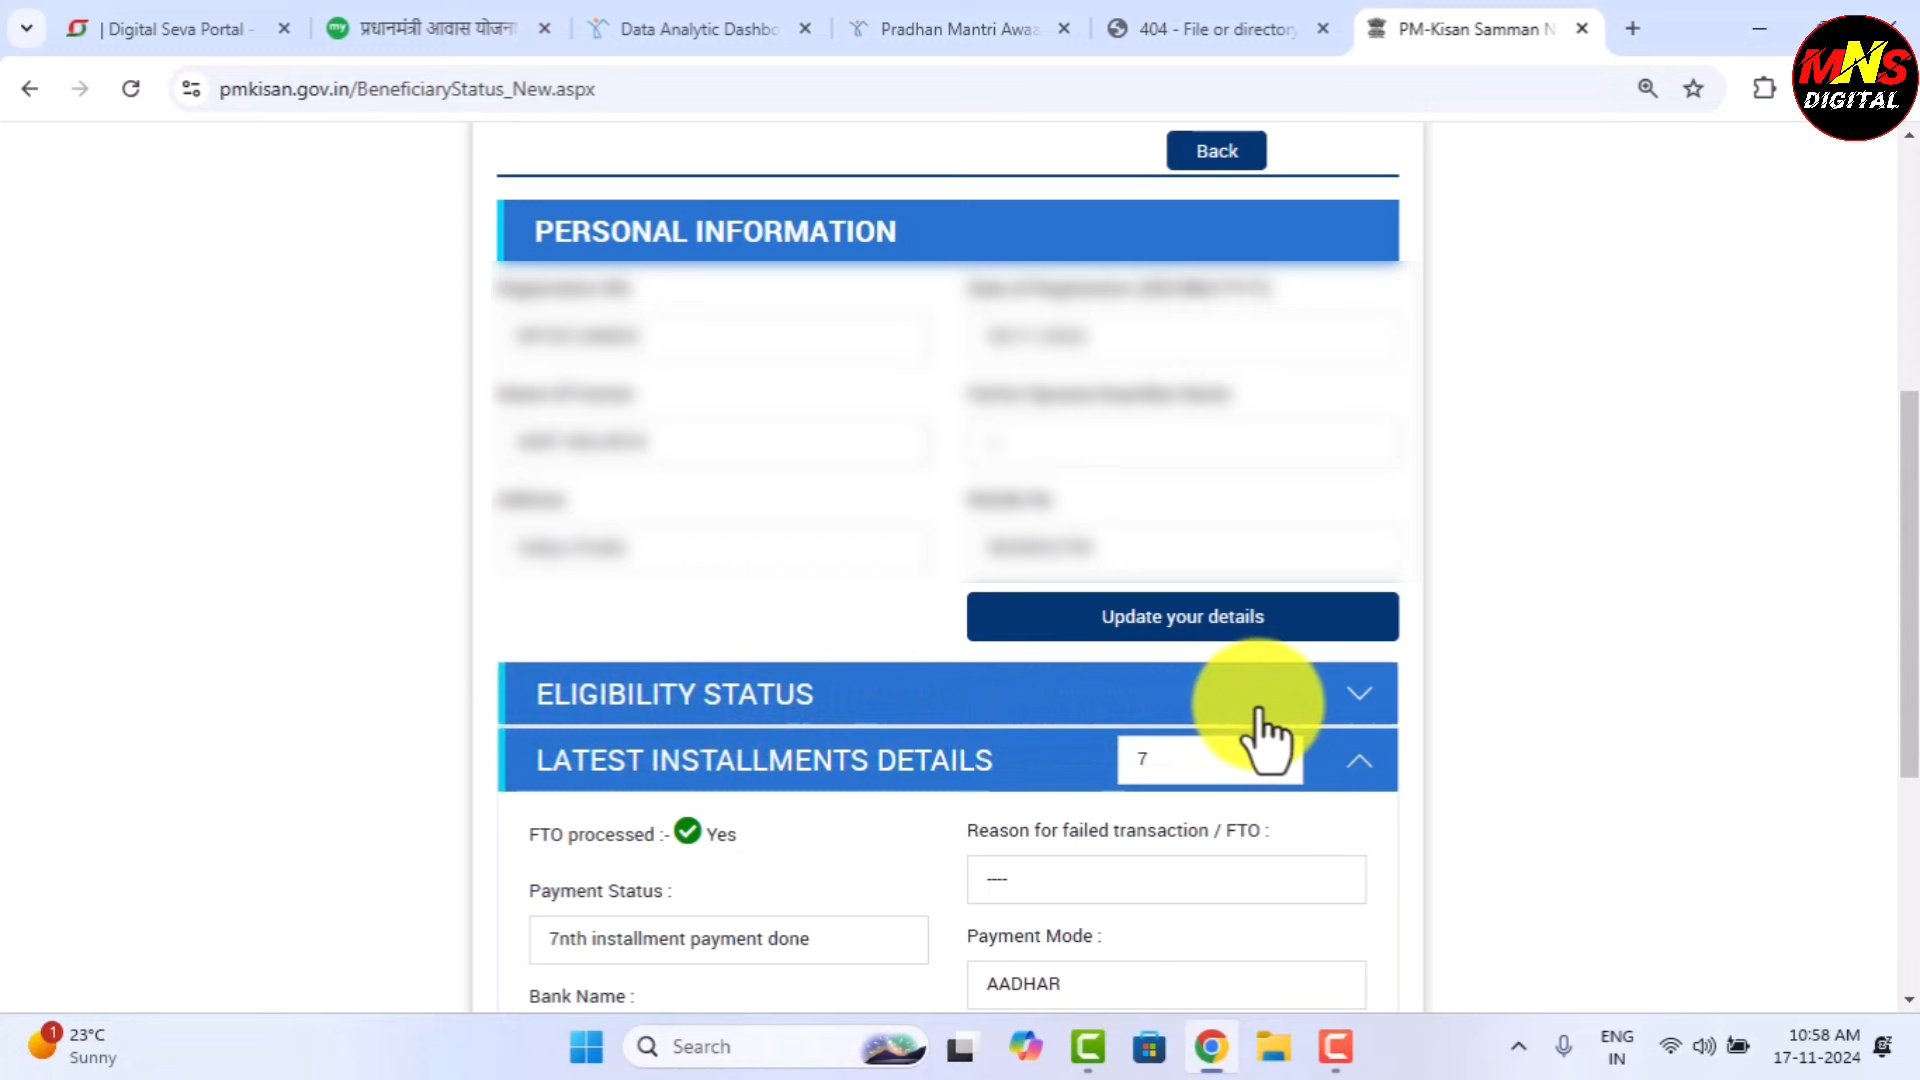 | Digital Seva Portal -
my
प्रधानमंत्री आवास योजना
Data Analytic Dashbo
Pradhan Mantri Awaa
404 - File or directory
PM-Kisan Samman N
MNS
DIGITAL
pmkisan.gov.in/BeneficiaryStatus_New.aspx
Back
PERSONAL INFORMATION
Update your details
ELIGIBILITY STATUS
LATEST INSTALLMENTS DETAILS
7
FTO processed :- Yes
Reason for failed transaction / FTO :
----
Payment Status :
7nth installment payment done
Payment Mode :
AADHAR
Bank Name :
1
23°C
Sunny
Search
ENG
IN
10:58 AM
17-11-2024